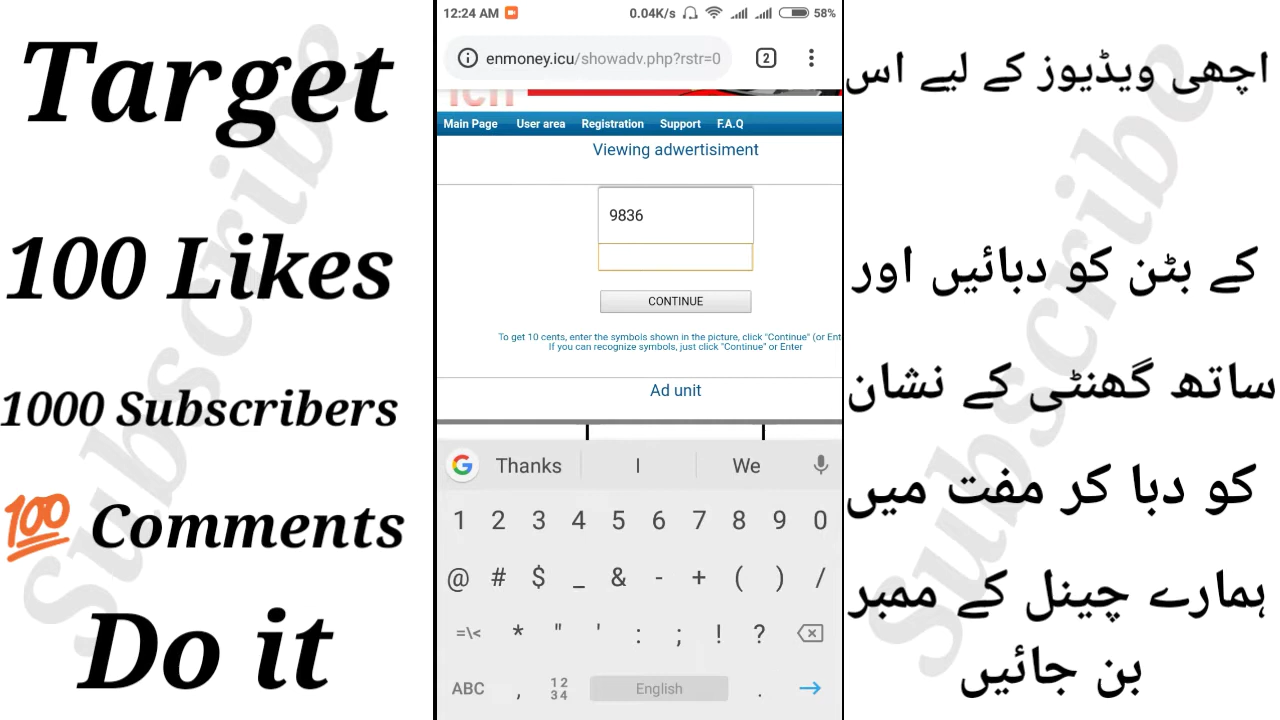 Target
100 Likes
1000 Subscribers
💯 Comments
Do it
Subscribe
12:24 AM 0.04K/s 58%
enmoney.icu/showadv.php?rstr=0 2
Main Page User area Registration Support F.A.Q
Viewing adwertisiment
9836
CONTINUE
To get 10 cents, enter the symbols shown in the picture, click "Continue" (or Ent
If you can recognize symbols, just click "Continue" or Enter
Ad unit
Thanks I We
1 2 3 4 5 6 7 8 9 0
@ # $ _ & - + ( ) /
=\< * " ' : ; ! ?
ABC , 12 34 English .
اچھی ویڈیوز کے لیے اس
کے بٹن کو دبائیں اور
ساتھ گھنٹی کے نشان
کو دبا کر مفت میں
ہمارے چینل کے ممبر
بن جائیں
Subscribe